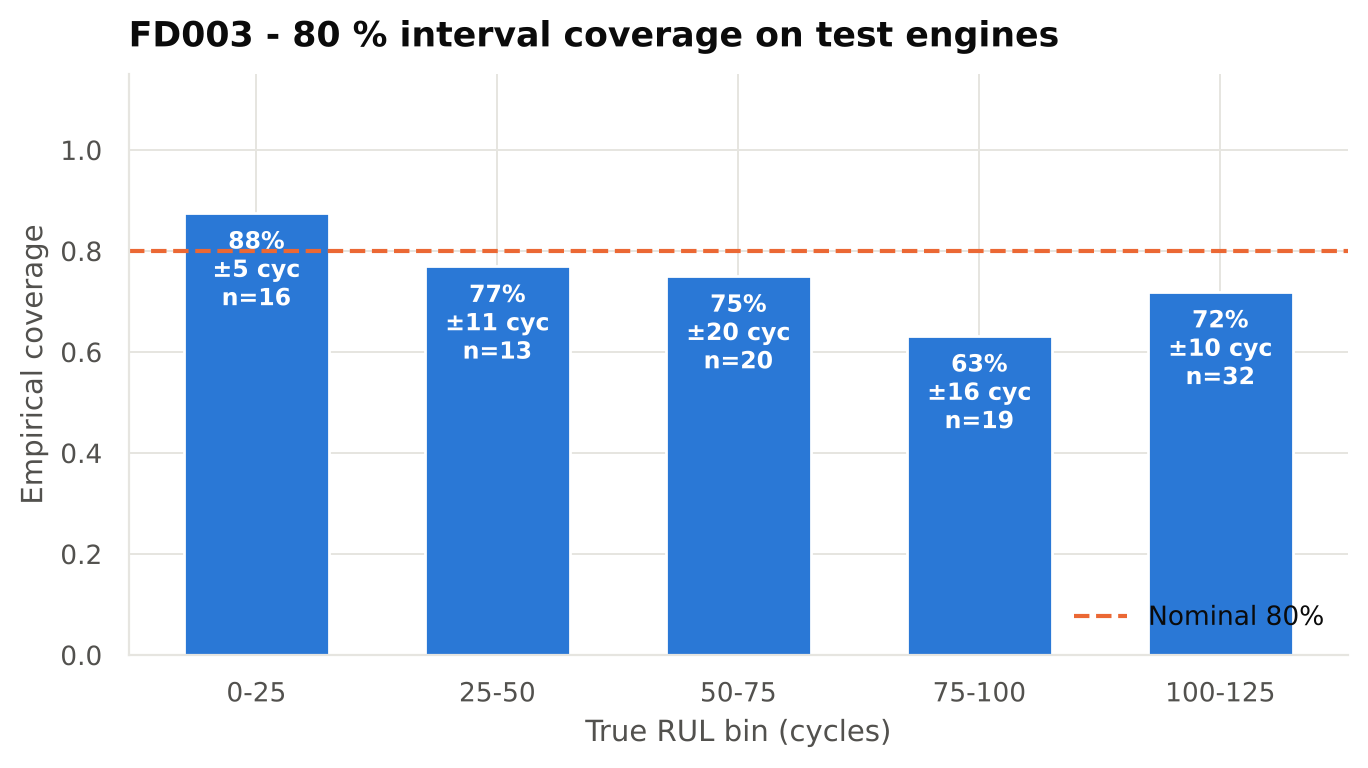 FD003 - 80 % interval coverage on test engines
Empirical coverage
1.0
0.8
0.6
0.4
0.2
0.0
88%
±5 cyc
n=16
77%
±11 cyc
n=13
75%
±20 cyc
n=20
63%
±16 cyc
n=19
72%
±10 cyc
n=32
Nominal 80%
0-25
25-50
50-75
75-100
100-125
True RUL bin (cycles)